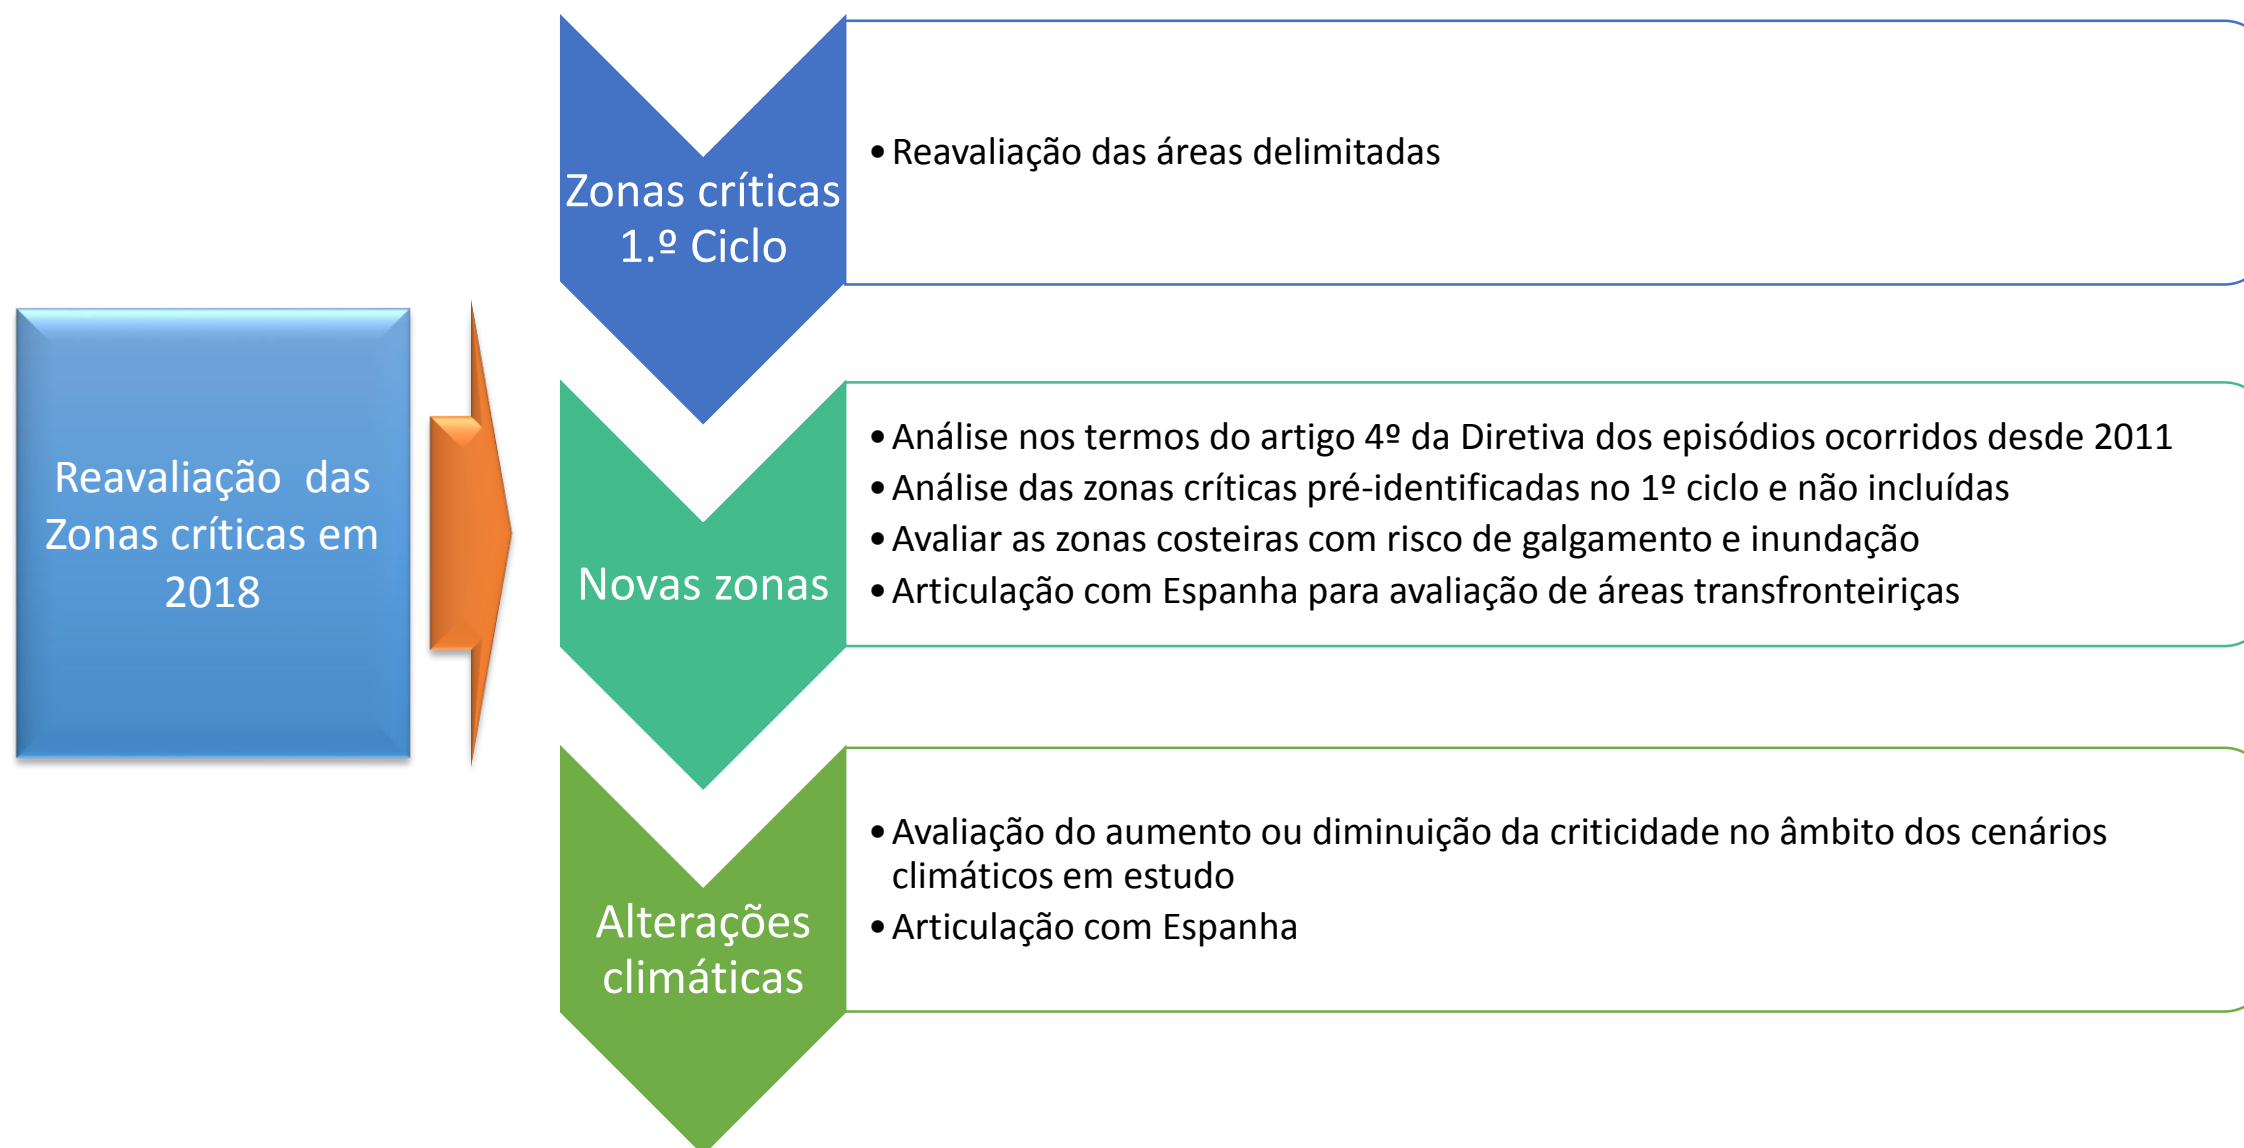 Reavaliação das
Zonas críticas em
2018
Zonas críticas
1.º Ciclo
•Reavaliação das áreas delimitadas
Novas zonas
•Análise nos termos do artigo 4º da Diretiva dos episódios ocorridos desde 2011
•Análise das zonas críticas pré-identificadas no 1º ciclo e não incluídas
•Avaliar as zonas costeiras com risco de galgamento e inundação
•Articulação com Espanha para avaliação de áreas transfronteiriças
Alterações
climáticas
•Avaliação do aumento ou diminuição da criticidade no âmbito dos cenários
climáticos em estudo
•Articulação com Espanha